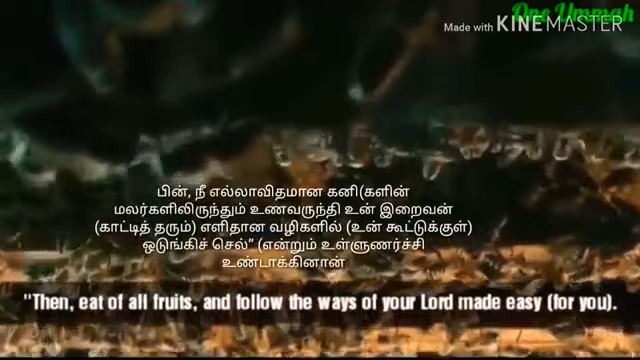 One Ummah
Made with KINEMASTER
பின், நீ எல்லாவிதமான கனி(களின்
மலர்களிலிருந்தும் உணவருந்தி உன் இறைவன்
(காட்டித் தரும்) எளிதான வழிகளில் (உன் கூட்டுக்குள்)
ஒடுங்கிச் செல்" (என்றும் உள்ளுணர்ச்சி
உண்டாக்கினான்
"Then, eat of all fruits, and follow the ways of your Lord made easy (for you).